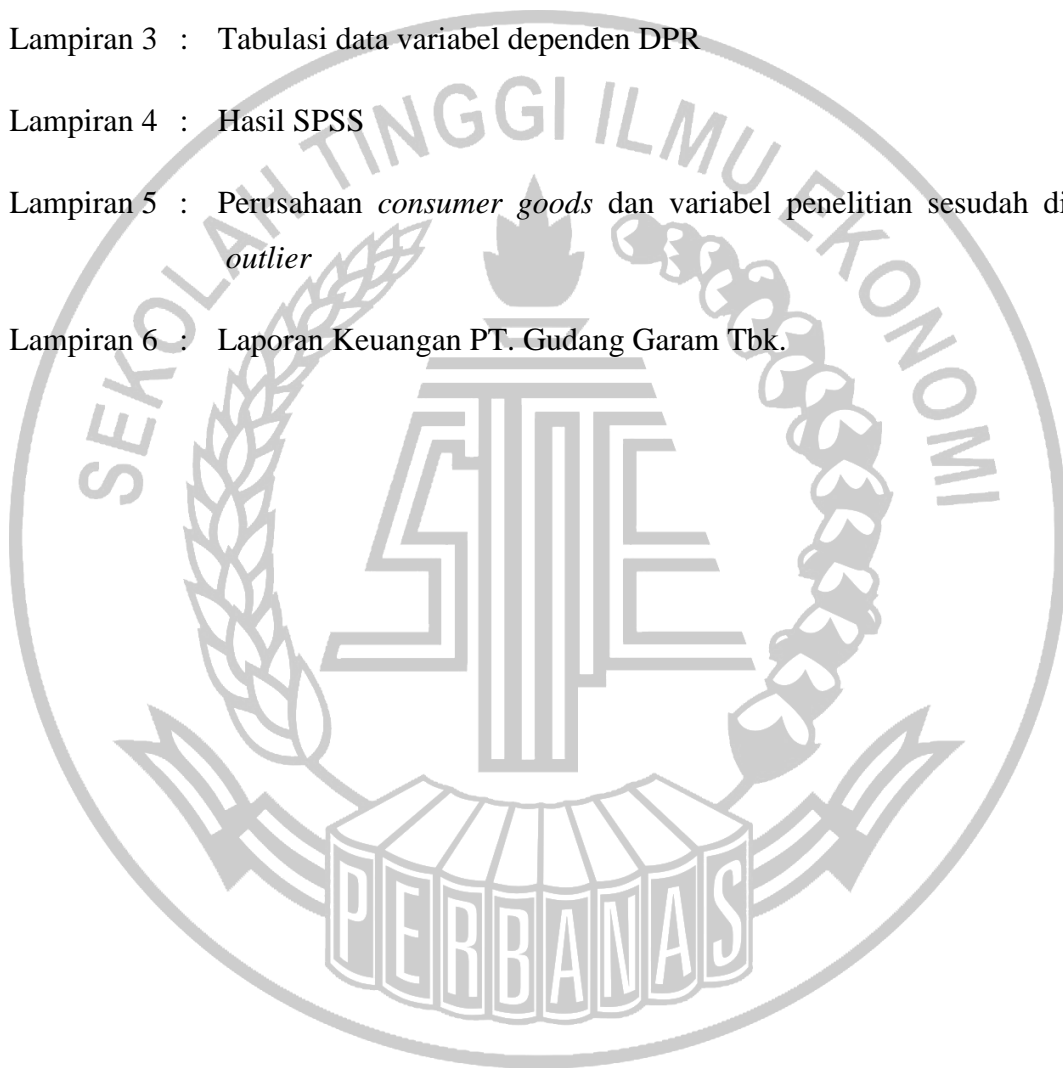 Lampiran 3 : Tabulasi data variabel dependen DPR
Lampiran 4 : Hasil SPSS
Lampiran 5 : Perusahaan consumer goods dan variabel penelitian sesudah di
outlier
Lampiran 6 : Laporan Keuangan PT. Gudang Garam Tbk.
SEKOLAH TINGGI ILMU EKONOMI
STIE
PERBANAS